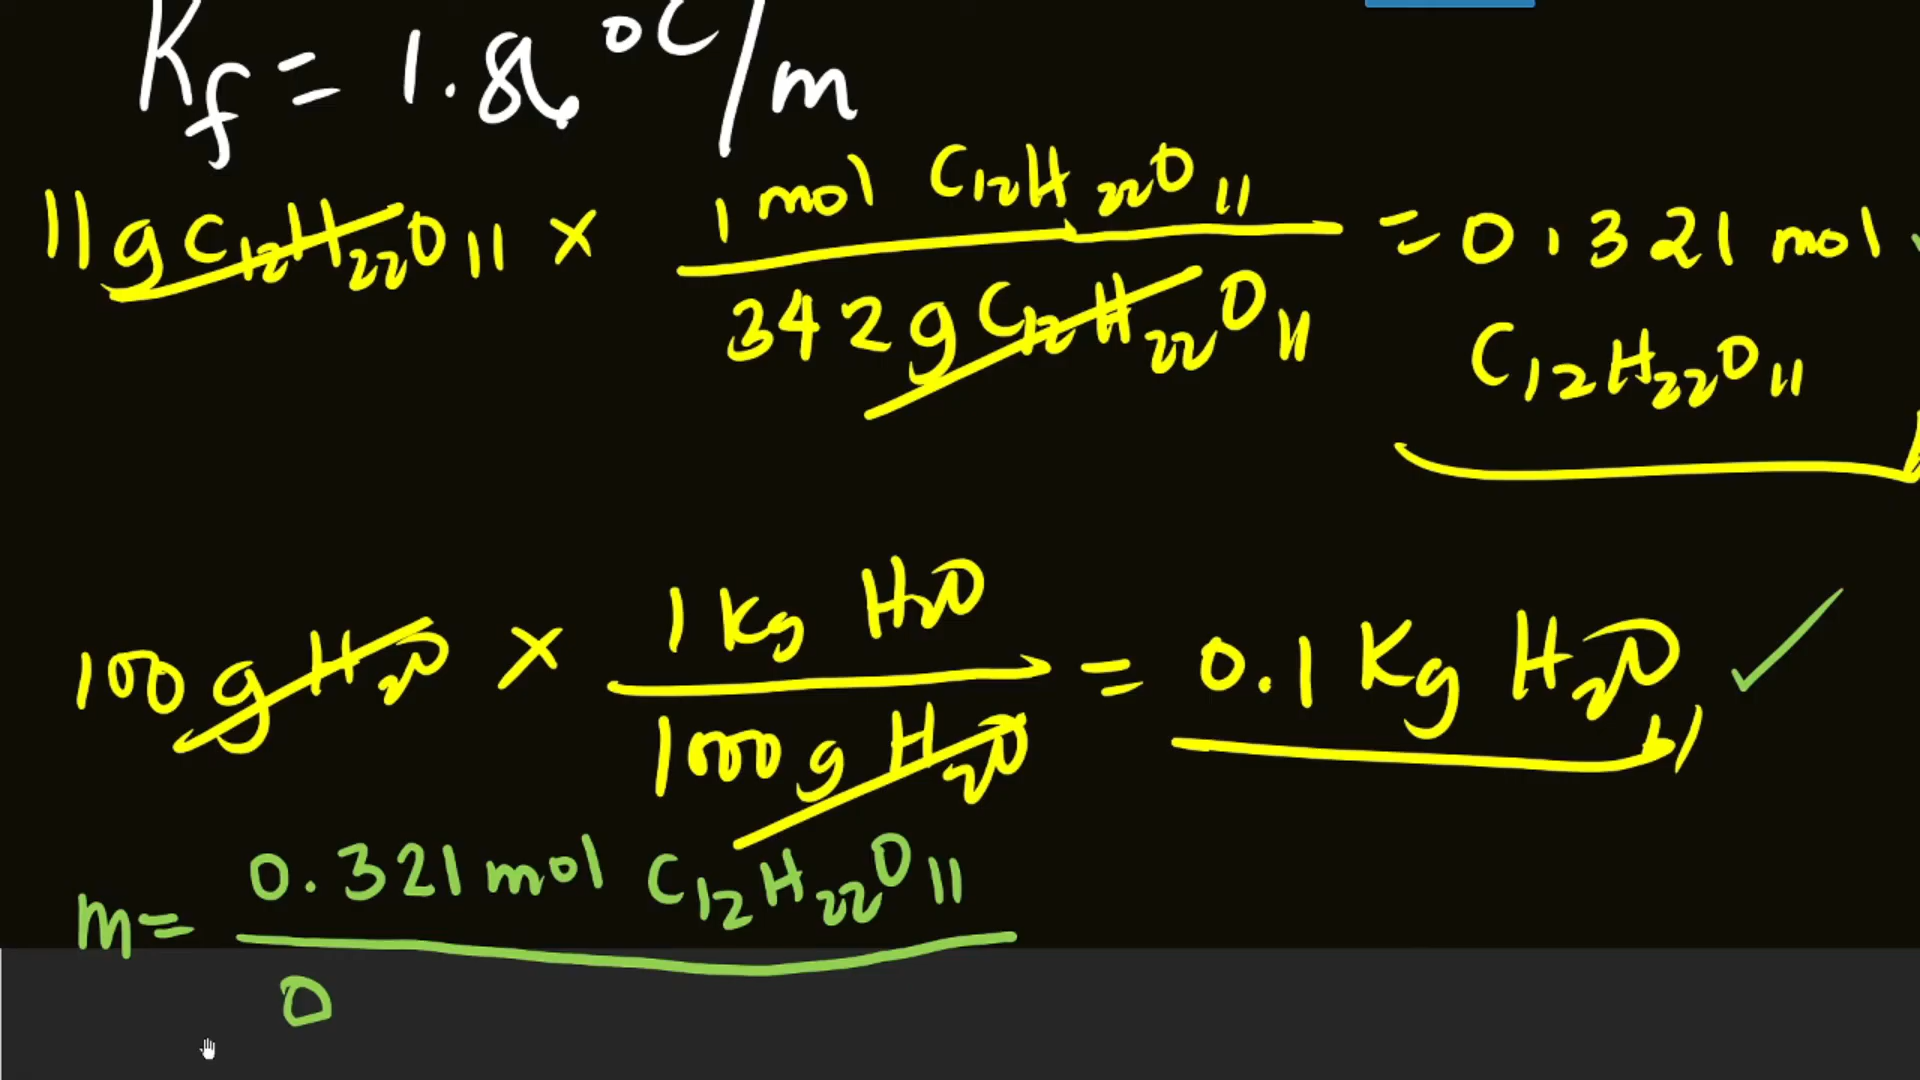 Kf = 1.86 °C/m
11 g C12H22O11 × 1 mol C12H22O11 / 342 g C12H22O11 = 0.321 mol C12H22O11
100 g H2O × 1 Kg H2O / 1000 g H2O = 0.1 Kg H2O ✓
m = 0.321 mol C12H22O11 / 0